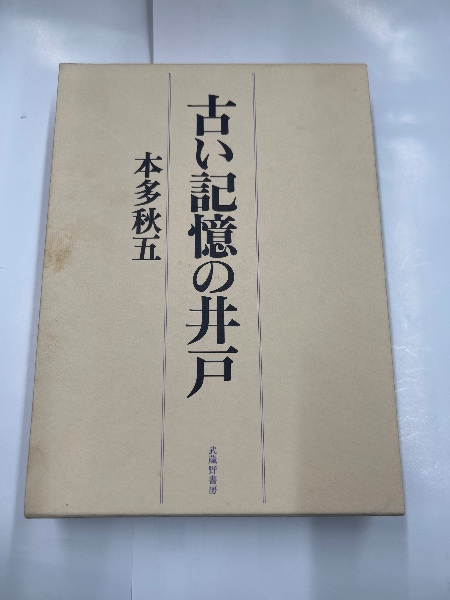 古い記憶の井戸
本多秋五
武蔵野書房